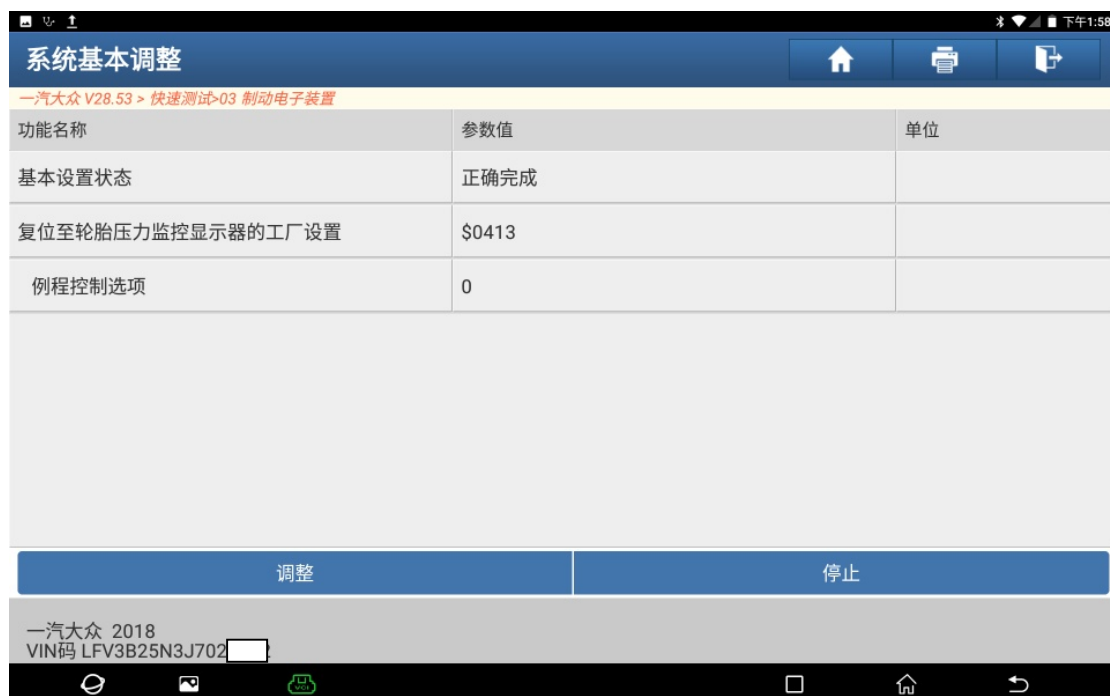 下午1:58
系统基本调整
一汽大众 V28.53 > 快速测试>03 制动电子装置
功能名称 参数值 单位
基本设置状态 正确完成
复位至轮胎压力监控显示器的工厂设置 $0413
例程控制选项 0
调整 停止
一汽大众 2018
VIN码 LFV3B25N3J702
VCI